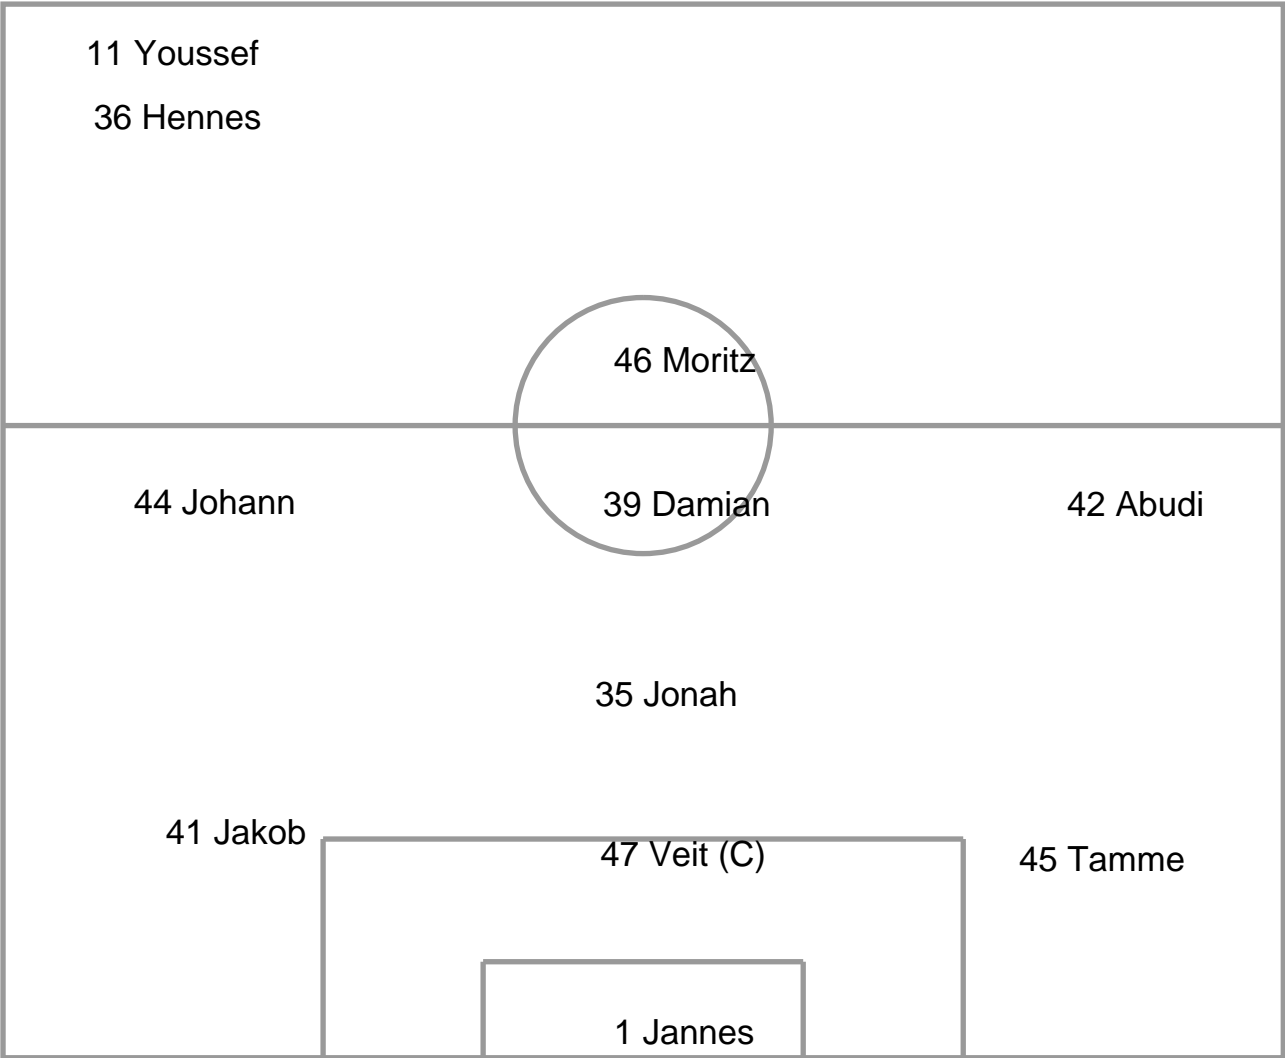 11 Youssef
36 Hennes
46 Moritz
44 Johann
39 Damian
42 Abudi
35 Jonah
41 Jakob
47 Veit (C)
45 Tamme
1 Jannes